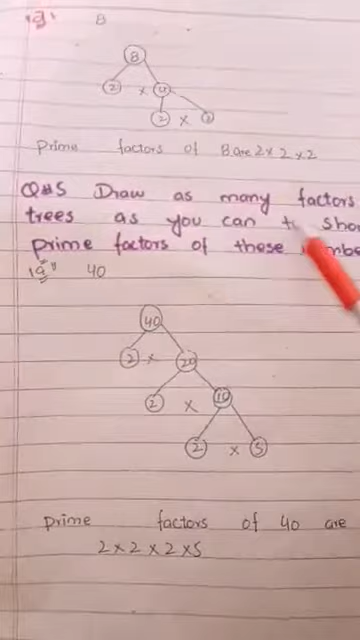 "g" 8
8
2 x 4
2 x 2
Prime factors of 8 are 2 x 2 x 2
Q#5 Draw as many factors
trees as you can to sho
prime factors of these
"a" 40
40
2 x 20
2 x 10
2 x 5
prime factors of 40 are
2 x 2 x 2 x 5